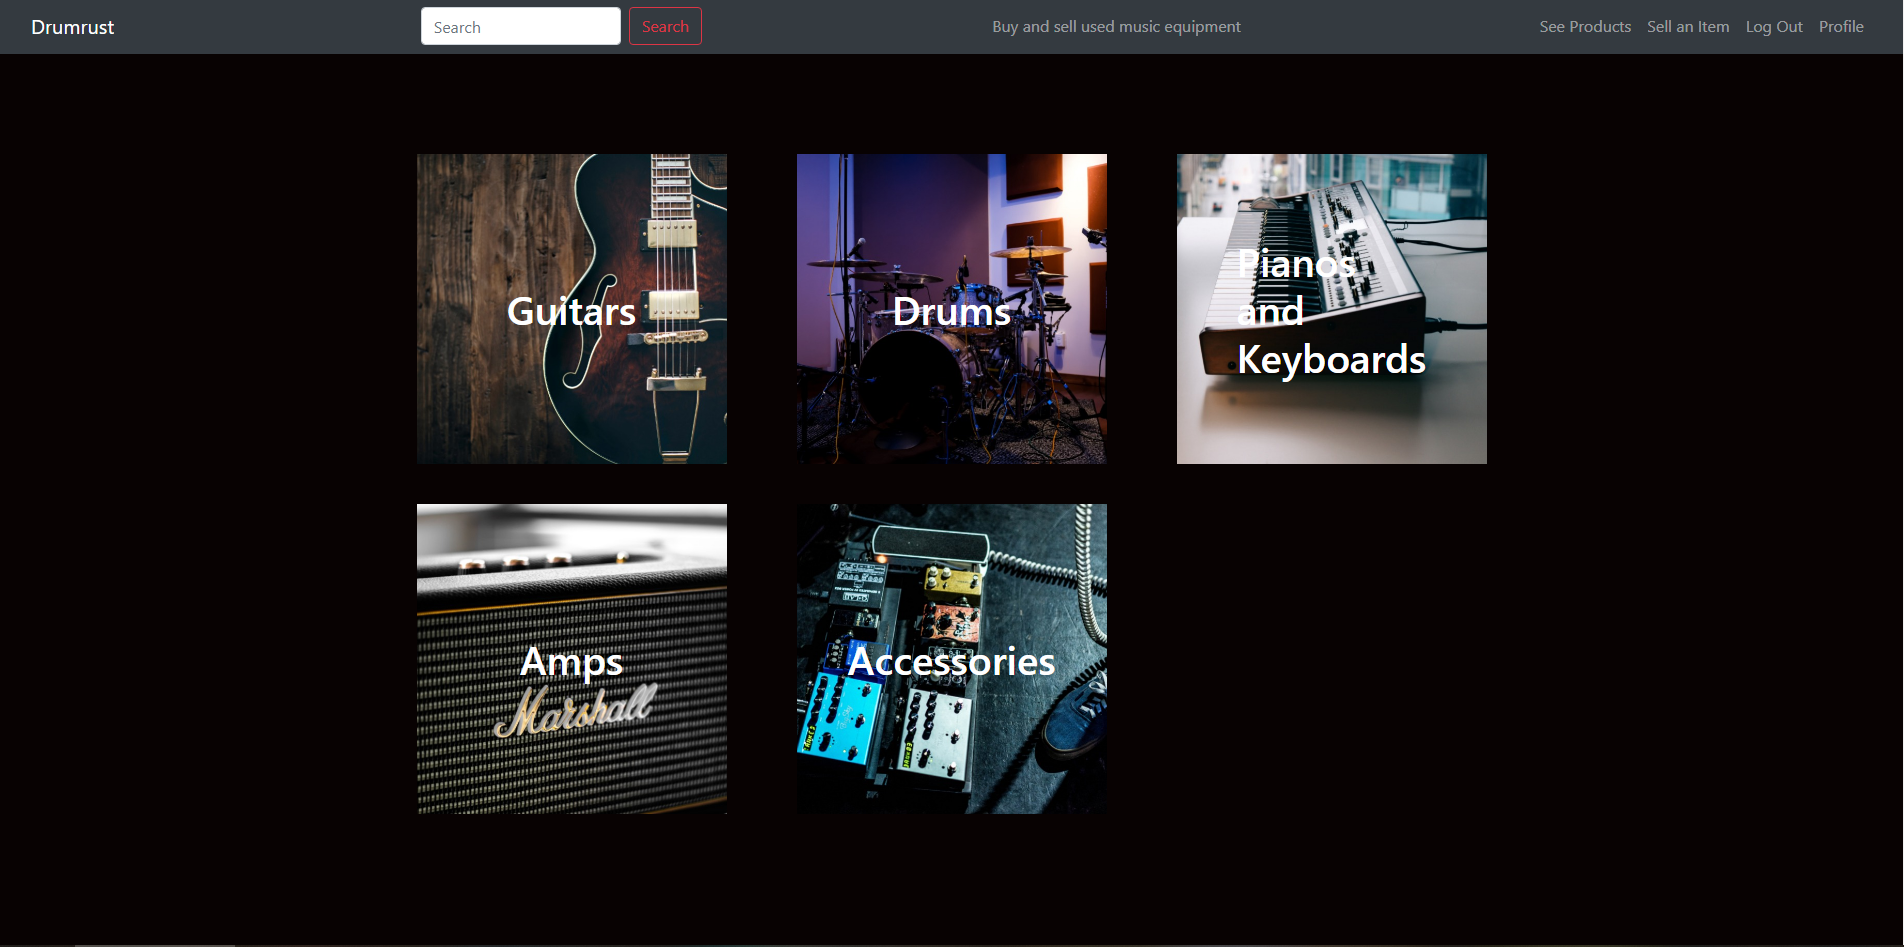 Drumrust
Search
Search
Buy and sell used music equipment
See Products
Sell an Item
Log Out
Profile
Guitars
Drums
Pianos
and
Keyboards
Amps
Marshall
Accessories